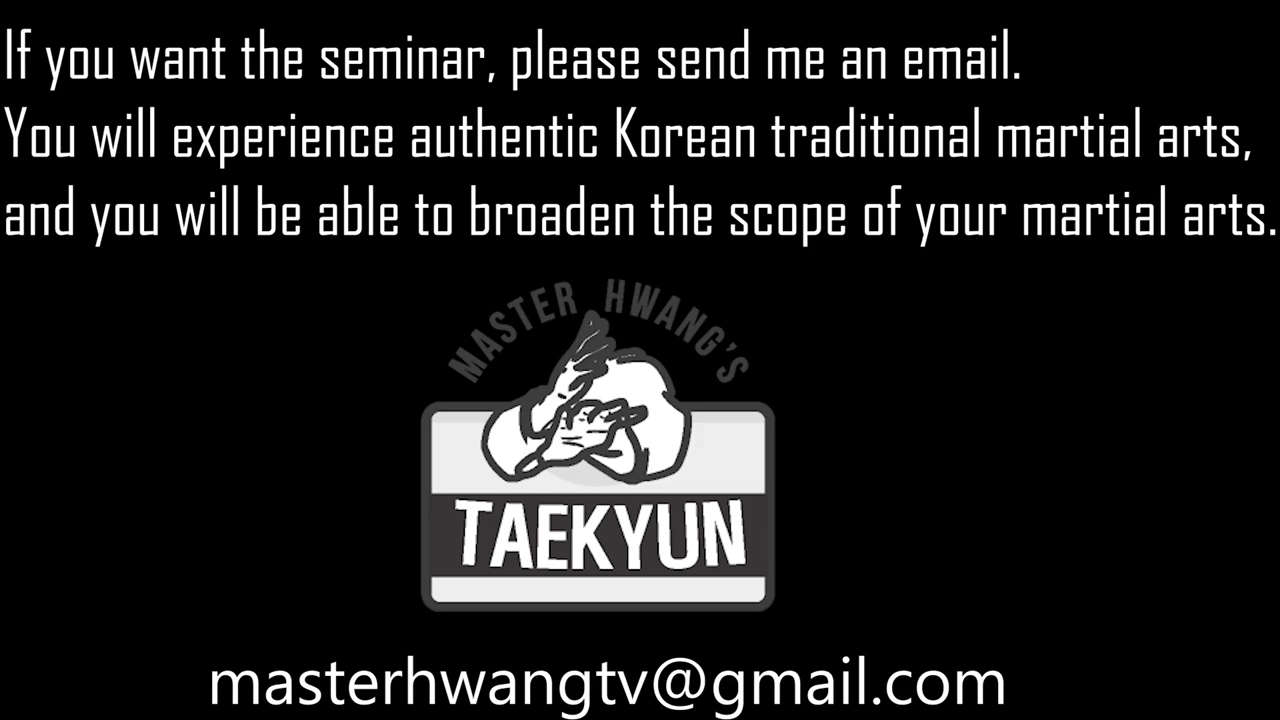 If you want the seminar, please send me an email.
You will experience authentic Korean traditional martial arts,
and you will be able to broaden the scope of your martial arts.
MASTER HWANG'S
TAEKYUN
masterhwangtv@gmail.com